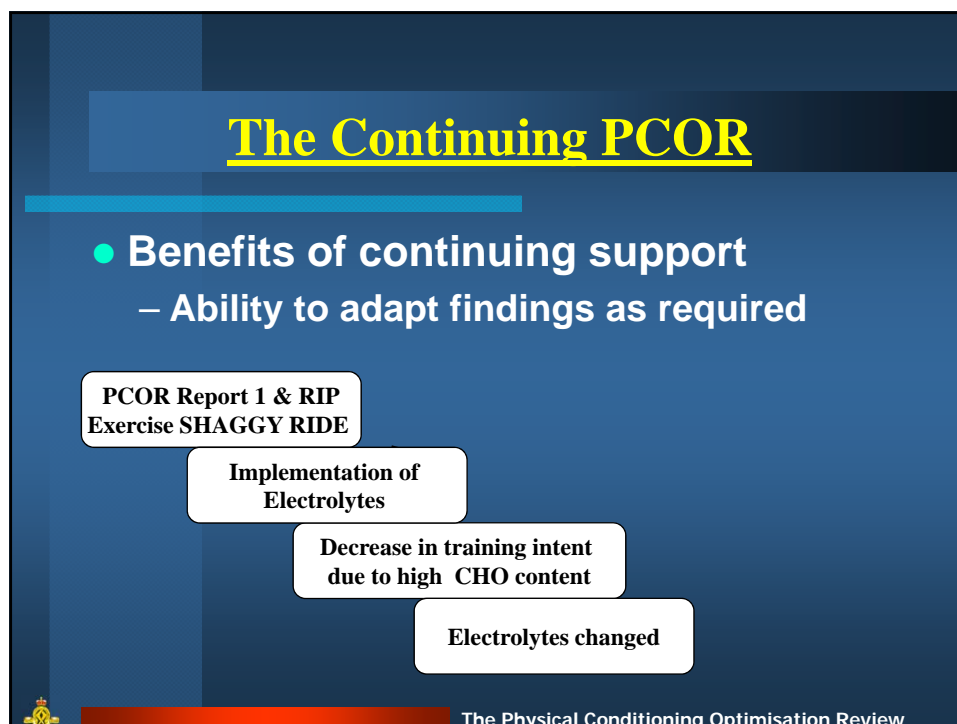 The Continuing PCOR
● Benefits of continuing support
– Ability to adapt findings as required
PCOR Report 1 & RIP
Exercise SHAGGY RIDE
Implementation of
Electrolytes
Decrease in training intent
due to high CHO content
Electrolytes changed
The Physical Conditioning Optimisation Review